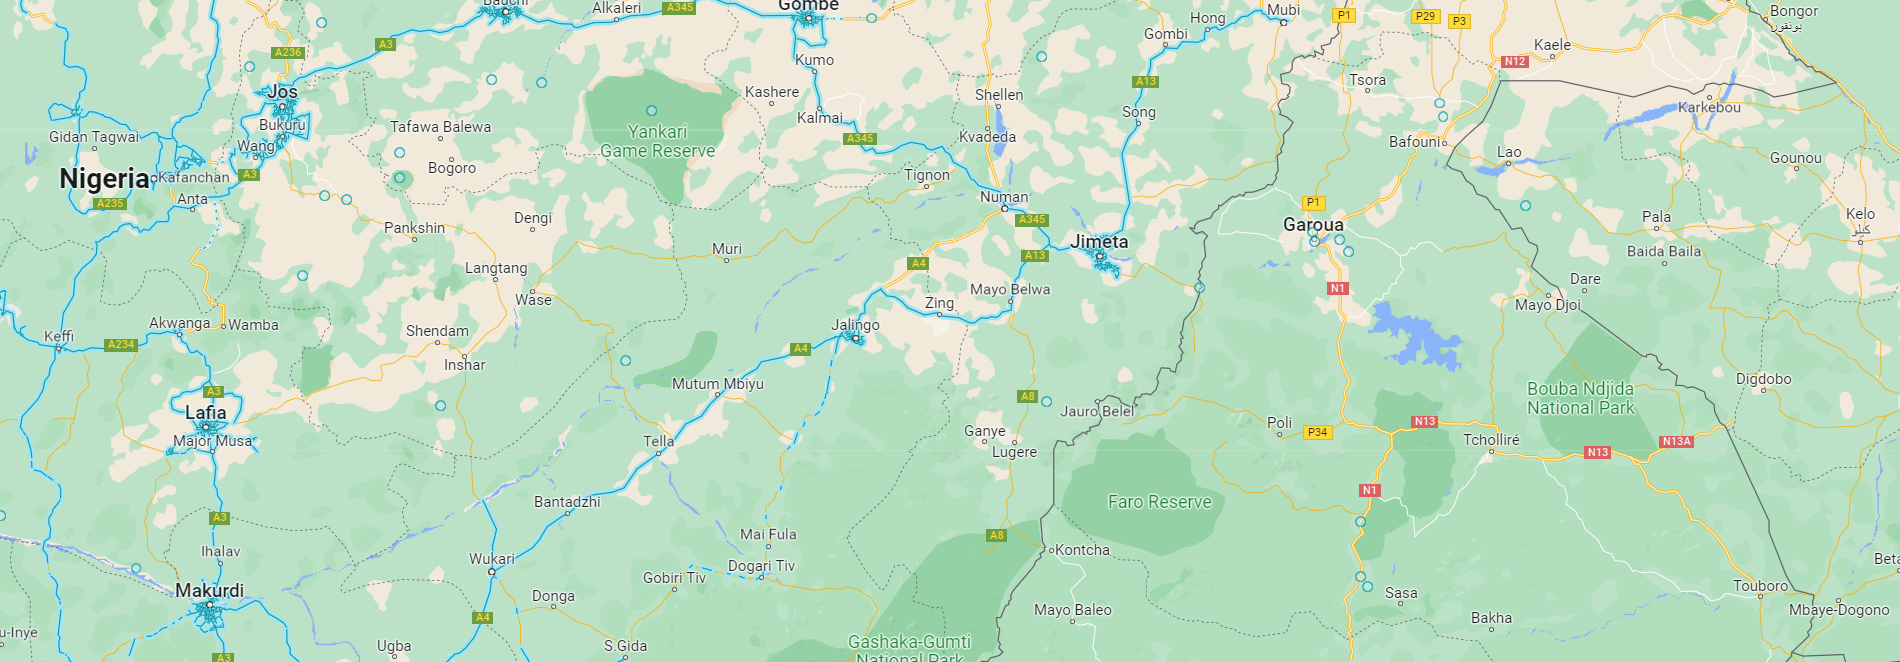 Bauchi
Alkaleri
A345
Gombe
Hong
Mubi
P1
P29
P3
Bongor
بونقور
A3
A236
Gombi
Kaele
N12
Kumo
Tsora
A13
Jos
Kashere
Shellen
Karkebou
Bukuru
Kalmai
Song
Gidan Tagwai
Tafawa Balewa
Yankari
Game Reserve
A345
Kvadeda
Bafouni
Wang
Lao
Gounou
Bogoro
A3
Nigeria
Kafanchan
Tignon
Anta
A235
Numan
P1
Dengi
A345
Pala
Kelo
كيلو
Pankshin
Garoua
Muri
Jimeta
A13
Baida Baila
A4
Langtang
Dare
Mayo Belwa
N1
Wase
Zing
Mayo Djoi
Akwanga
Wamba
Jalingo
Keffi
Shendam
A234
A4
Inshar
Mutum Mbiyu
Digdobo
A3
Bouba Ndjida
National Park
A8
Lafia
Jauro Belel
Poli
N13
Ganye
P34
Major Musa
Tella
Tcholliré
N13A
Lugere
N13
N1
Bantadzhi
Faro Reserve
A3
Mai Fula
A8
Ihalav
Kontcha
Wukari
Dogari Tiv
Gobiri Tiv
Beta
Makurdi
Touboro
Donga
Sasa
Mayo Baleo
Mbaye-Dogono
A4
Bakha
u-Inye
Ugba
S.Gida
Gashaka-Gumti
National Park
A3